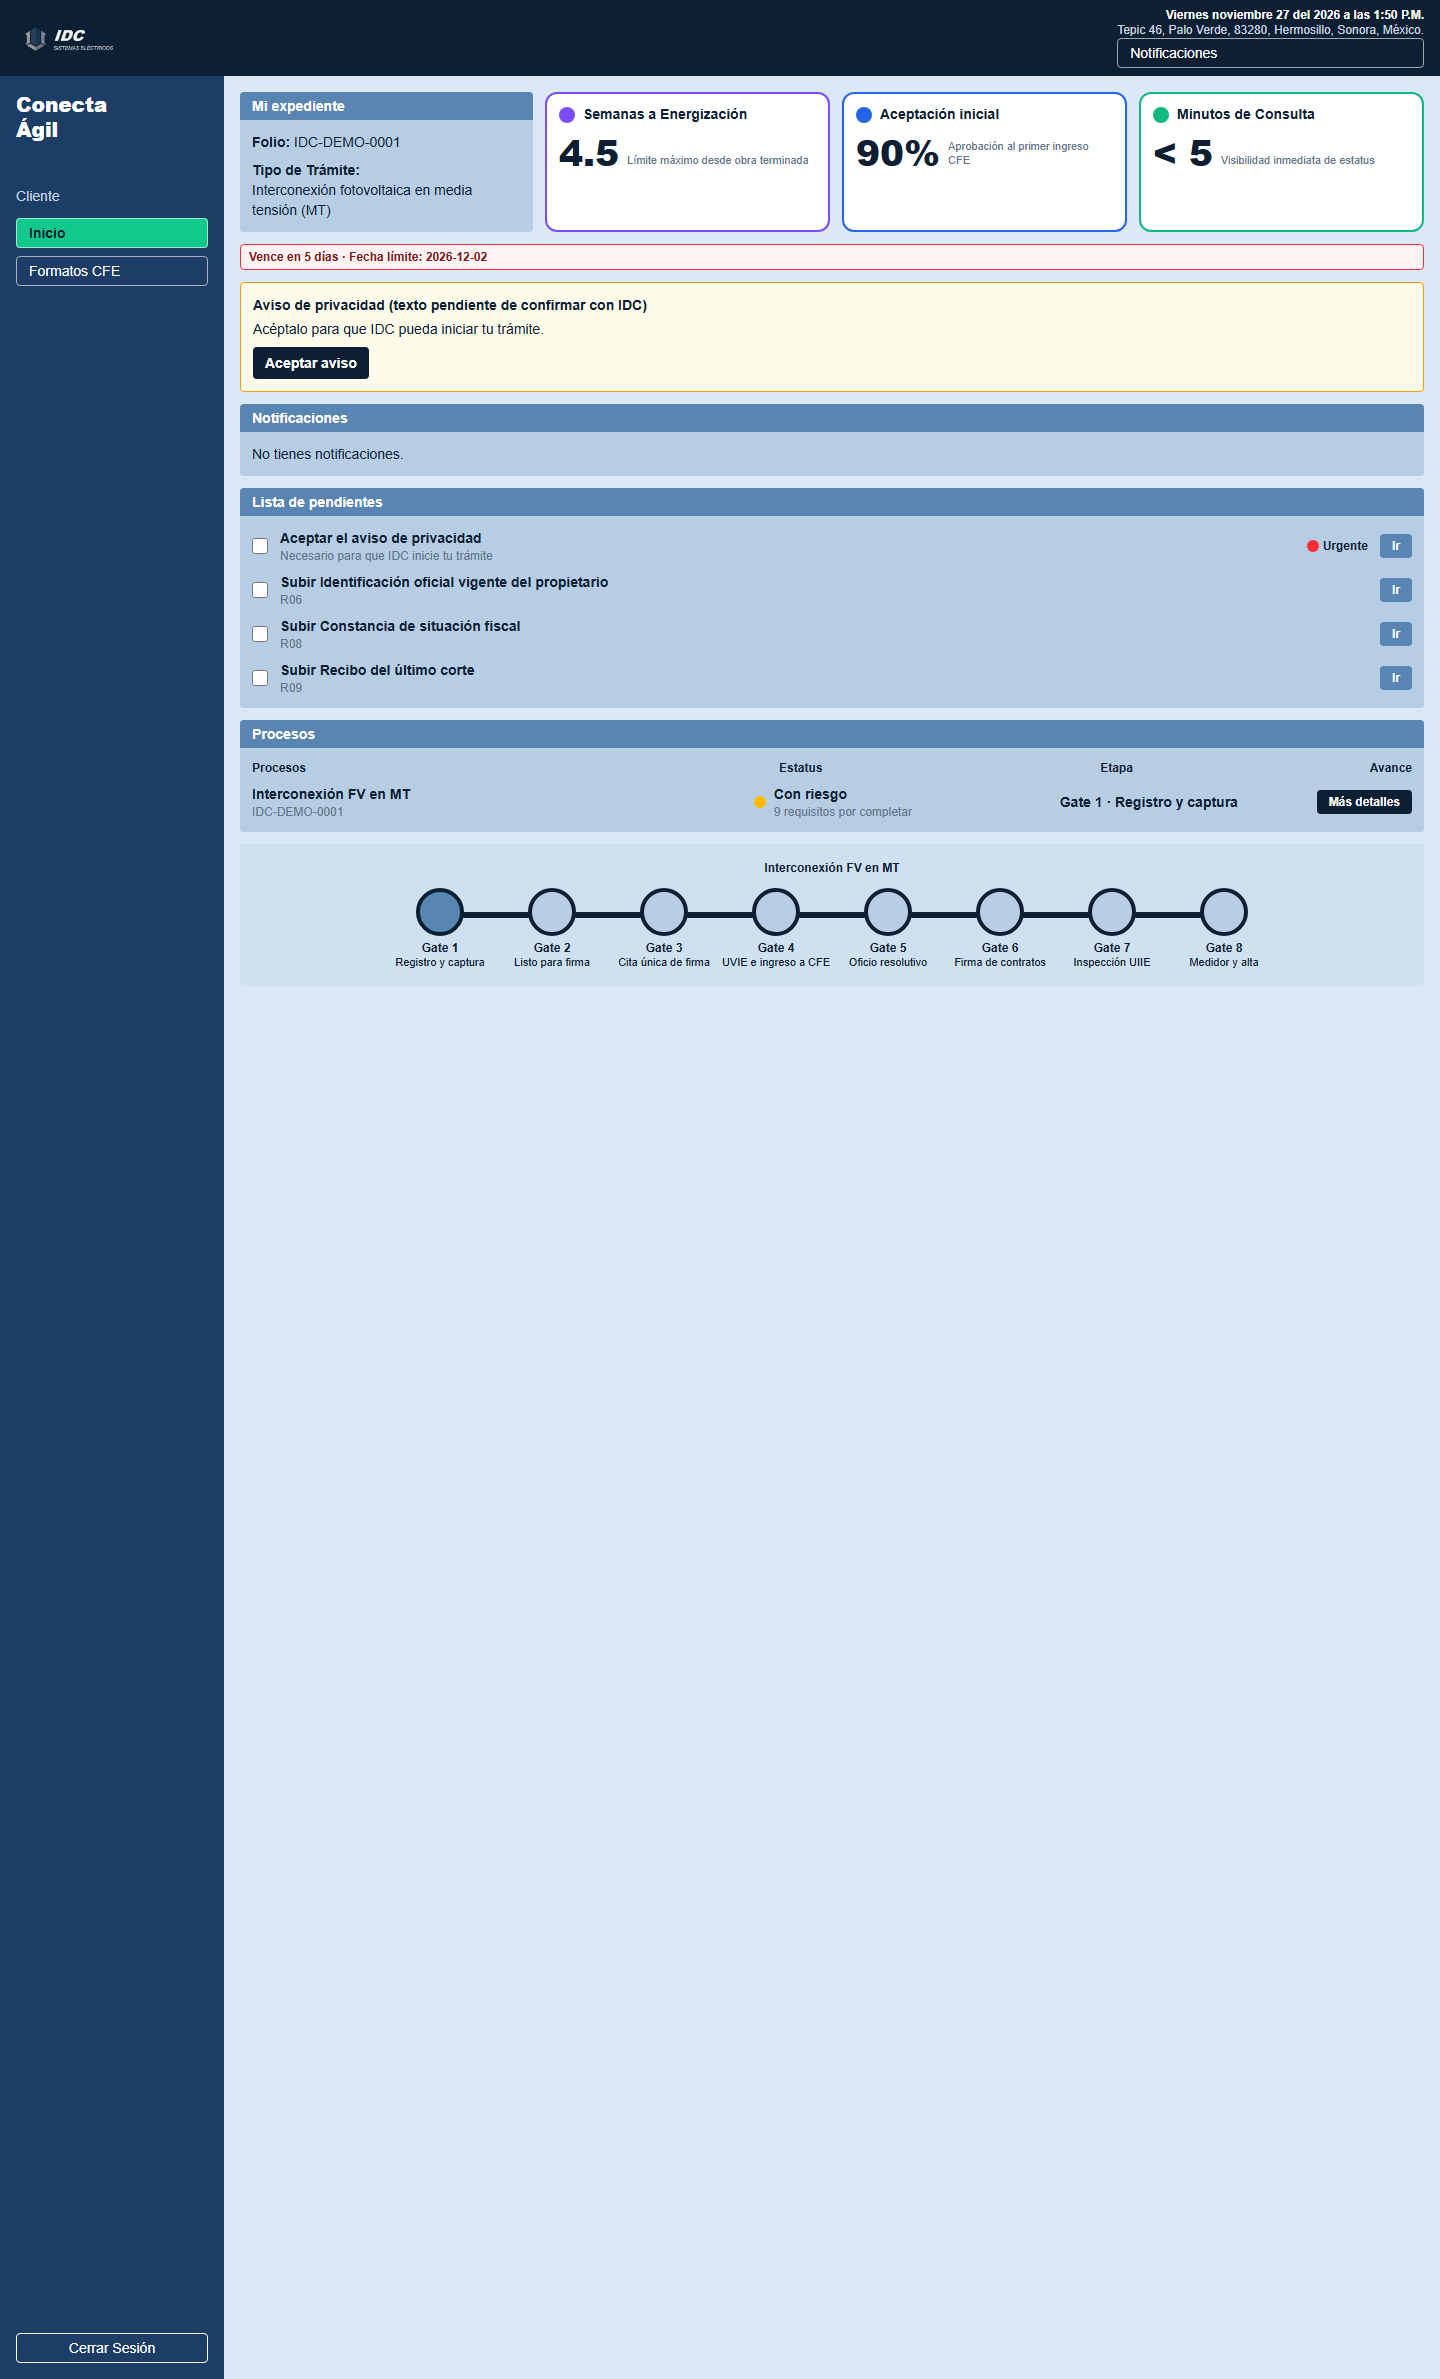 IDC
SISTEMAS ELÉCTRICOS
Viernes noviembre 27 del 2026 a las 1:50 P.M.
Tepic 46, Palo Verde, 83280, Hermosillo, Sonora, México.
Notificaciones
Conecta
Ágil
Cliente
Inicio
Formatos CFE
Mi expediente
Folio: IDC-DEMO-0001
Tipo de Trámite:
Interconexión fotovoltaica en media
tensión (MT)
Semanas a Energización
4.5 Límite máximo desde obra terminada
Aceptación inicial
90% Aprobación al primer ingreso
CFE
Minutos de Consulta
< 5 Visibilidad inmediata de estatus
Vence en 5 días · Fecha límite: 2026-12-02
Aviso de privacidad (texto pendiente de confirmar con IDC)
Acéptalo para que IDC pueda iniciar tu trámite.
Aceptar aviso
Notificaciones
No tienes notificaciones.
Lista de pendientes
Aceptar el aviso de privacidad
Necesario para que IDC inicie tu trámite
Urgente Ir
Subir Identificación oficial vigente del propietario
R06
Ir
Subir Constancia de situación fiscal
R08
Ir
Subir Recibo del último corte
R09
Ir
Procesos
Procesos Estatus Etapa Avance
Interconexión FV en MT
IDC-DEMO-0001
Con riesgo
9 requisitos por completar
Gate 1 · Registro y captura
Más detalles
Interconexión FV en MT
Gate 1 Gate 2 Gate 3 Gate 4 Gate 5 Gate 6 Gate 7 Gate 8
Registro y captura Listo para firma Cita única de firma UVIE e ingreso a CFE Oficio resolutivo Firma de contratos Inspección UIIE Medidor y alta
Cerrar Sesión